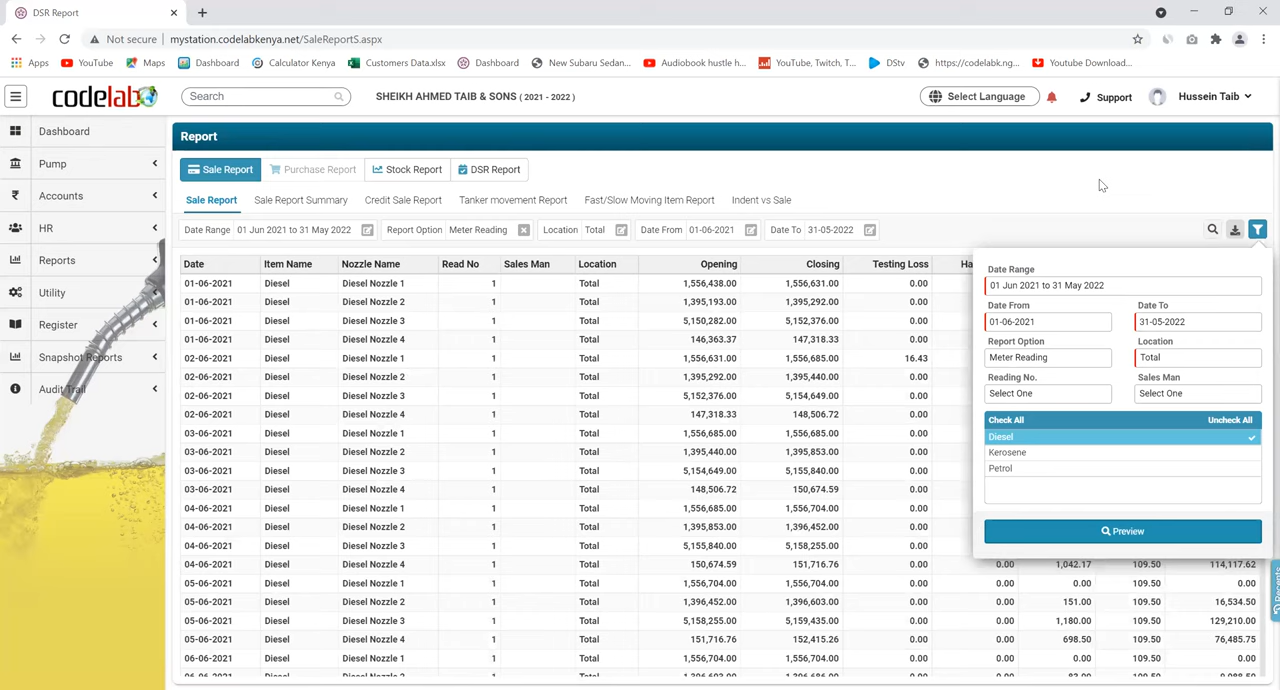 DSR Report
Not secure | mystation.codelabkenya.net/SaleReportS.aspx
Apps YouTube Maps Dashboard Calculator Kenya Customers Data.xlsx Dashboard New Subaru Sedan... Audiobook hustle h... YouTube, Twitch, T... DStv https://codelabk.ng... Youtube Download...
codelab Search SHEIKH AHMED TAIB & SONS ( 2021 - 2022 ) Select Language Support Hussein Taib
Dashboard
Pump
Accounts
HR
Reports
Utility
Register
Snapshot Reports
Audit Trail
Report
Sale Report Purchase Report Stock Report DSR Report
Sale Report Sale Report Summary Credit Sale Report Tanker movement Report Fast/Slow Moving Item Report Indent vs Sale
Date Range 01 Jun 2021 to 31 May 2022 Report Option Meter Reading Location Total Date From 01-06-2021 Date To 31-05-2022
Date Item Name Nozzle Name Read No Sales Man Location Opening Closing Testing Loss Ha
01-06-2021 Diesel Diesel Nozzle 1 1 Total 1,556,438.00 1,556,631.00 0.00
01-06-2021 Diesel Diesel Nozzle 2 1 Total 1,395,193.00 1,395,292.00 0.00
01-06-2021 Diesel Diesel Nozzle 3 1 Total 5,150,282.00 5,152,376.00 0.00
01-06-2021 Diesel Diesel Nozzle 4 1 Total 146,363.37 147,318.33 0.00
02-06-2021 Diesel Diesel Nozzle 1 1 Total 1,556,631.00 1,556,685.00 16.43
02-06-2021 Diesel Diesel Nozzle 2 1 Total 1,395,292.00 1,395,440.00 0.00
02-06-2021 Diesel Diesel Nozzle 3 1 Total 5,152,376.00 5,154,649.00 0.00
02-06-2021 Diesel Diesel Nozzle 4 1 Total 147,318.33 148,506.72 0.00
03-06-2021 Diesel Diesel Nozzle 1 1 Total 1,556,685.00 1,556,685.00 0.00
03-06-2021 Diesel Diesel Nozzle 2 1 Total 1,395,440.00 1,395,853.00 0.00
03-06-2021 Diesel Diesel Nozzle 3 1 Total 5,154,649.00 5,155,840.00 0.00
03-06-2021 Diesel Diesel Nozzle 4 1 Total 148,506.72 150,674.59 0.00
04-06-2021 Diesel Diesel Nozzle 1 1 Total 1,556,685.00 1,556,704.00 0.00
04-06-2021 Diesel Diesel Nozzle 2 1 Total 1,395,853.00 1,396,452.00 0.00
04-06-2021 Diesel Diesel Nozzle 3 1 Total 5,155,840.00 5,158,255.00 0.00
04-06-2021 Diesel Diesel Nozzle 4 1 Total 150,674.59 151,716.76 0.00 0.00 1,042.17 109.50 114,117.62
05-06-2021 Diesel Diesel Nozzle 1 1 Total 1,556,704.00 1,556,704.00 0.00 0.00 0.00 109.50 0.00
05-06-2021 Diesel Diesel Nozzle 2 1 Total 1,396,452.00 1,396,603.00 0.00 0.00 151.00 109.50 16,534.50
05-06-2021 Diesel Diesel Nozzle 3 1 Total 5,158,255.00 5,159,435.00 0.00 0.00 1,180.00 109.50 129,210.00
05-06-2021 Diesel Diesel Nozzle 4 1 Total 151,716.76 152,415.26 0.00 0.00 698.50 109.50 76,485.75
06-06-2021 Diesel Diesel Nozzle 1 1 Total 1,556,704.00 1,556,704.00 0.00 0.00 0.00 109.50 0.00
Date Range
01 Jun 2021 to 31 May 2022
Date From Date To
01-06-2021 31-05-2022
Report Option Location
Meter Reading Total
Reading No. Sales Man
Select One Select One
Check All Uncheck All
Diesel
Kerosene
Petrol
Preview
Recents